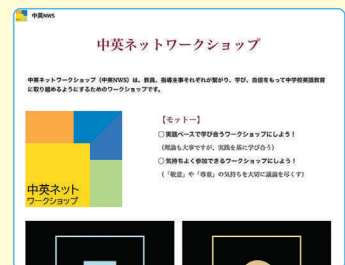 中英NWS
中英ネットワークショップ
中英ネットワークショップ（中英NWS）は、教員、指導主事それぞれが繋がり、学び、自信をもって中学校英語教育
に取り組めるようにするためのワークショップです。
【モットー】
○実践ベースで学び合うワークショップにしよう！
（理論も大事ですが、実践を基に学び合う）
○気持ちよく参加できるワークショップにしよう！
（「敬意」や「尊重」の気持ちを大切に議論を尽くす）
中英ネット
ワークショップ